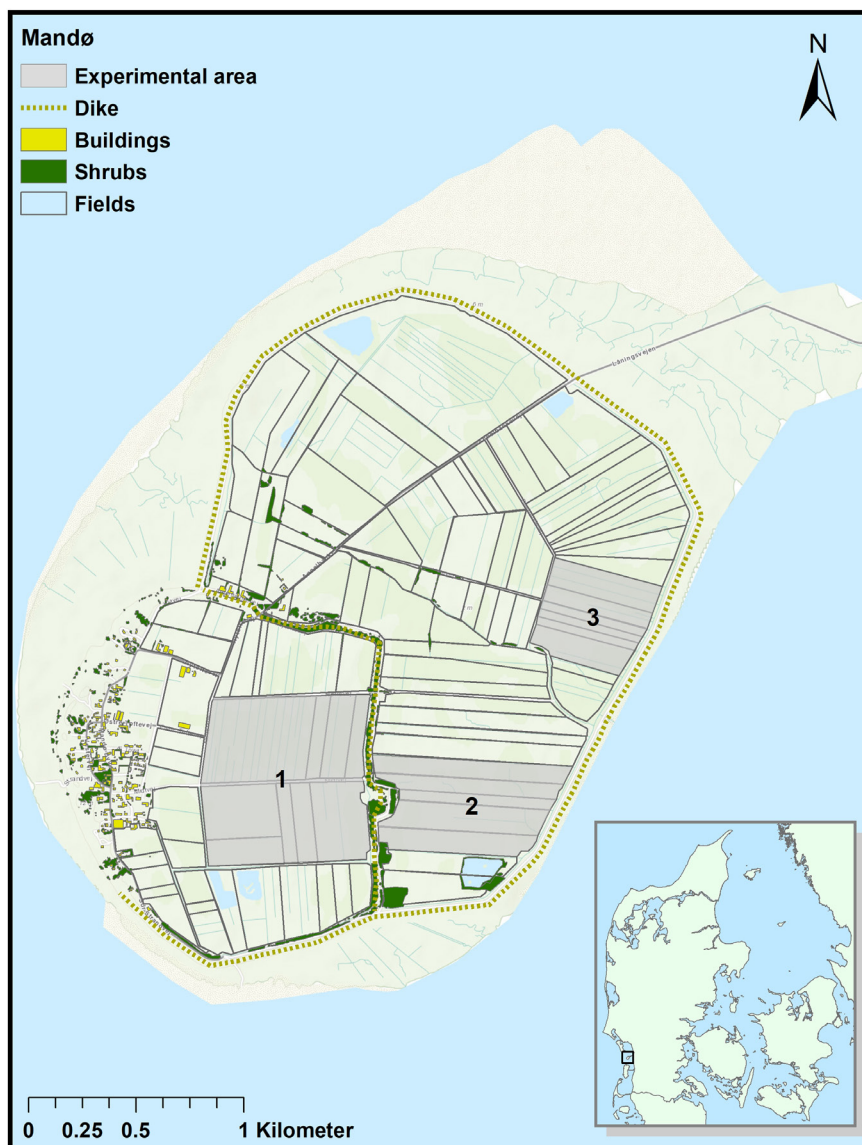 Mandø
N
Experimental area
Dike
Buildings
Shrubs
Fields
Låningsvejen
3
1
2
0 0.25 0.5 1 Kilometer